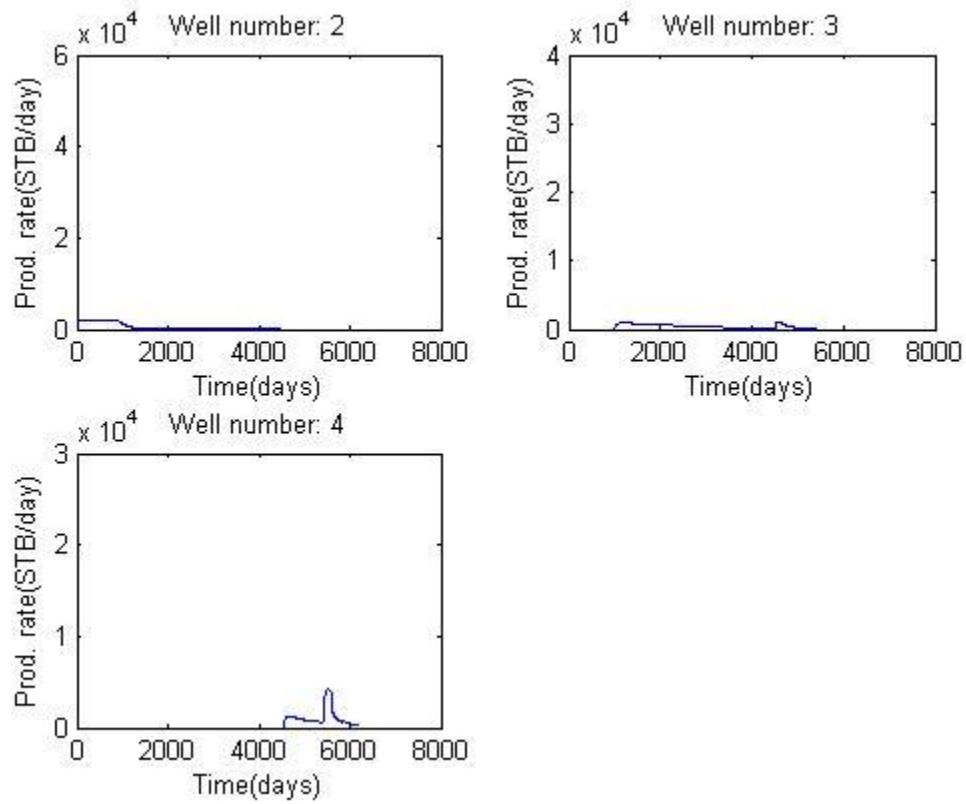 x 10^4 Well number: 2
6
4
2
0
Prod. rate(STB/day)
0 2000 4000 6000 8000
Time(days)
x 10^4 Well number: 3
4
3
2
1
0
Prod. rate(STB/day)
0 2000 4000 6000 8000
Time(days)
x 10^4 Well number: 4
3
2
1
0
Prod. rate(STB/day)
0 2000 4000 6000 8000
Time(days)